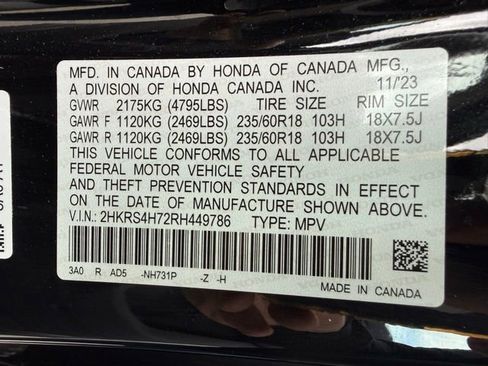 MFD. IN CANADA BY HONDA OF CANADA MFG.,
A DIVISION OF HONDA CANADA INC. 11/'23
GVWR 2175KG (4795LBS) TIRE SIZE RIM SIZE
GAWR F 1120KG (2469LBS) 235/60R18 103H 18X7.5J
GAWR R 1120KG (2469LBS) 235/60R18 103H 18X7.5J
THIS VEHICLE CONFORMS TO ALL APPLICABLE
FEDERAL MOTOR VEHICLE SAFETY
AND THEFT PREVENTION STANDARDS IN EFFECT
ON THE DATE OF MANUFACTURE SHOWN ABOVE.
V.I.N.: 2HKRS4H72RH449786 TYPE: MPV
3A0 R AD5 -NH731P -Z -H
MADE IN CANADA